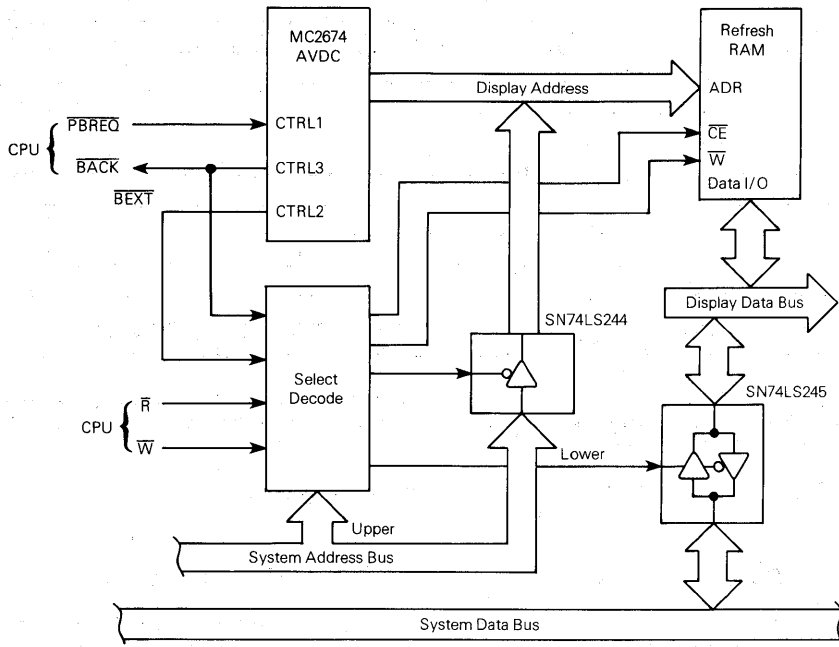 MC2674
AVDC
CTRL1
CTRL3
CTRL2
CPU
PBREQ
BACK
BEXT
Display Address
Refresh
RAM
ADR
CE
W
Data I/O
Display Data Bus
SN74LS244
SN74LS245
Select
Decode
CPU
R
W
Lower
Upper
System Address Bus
System Data Bus